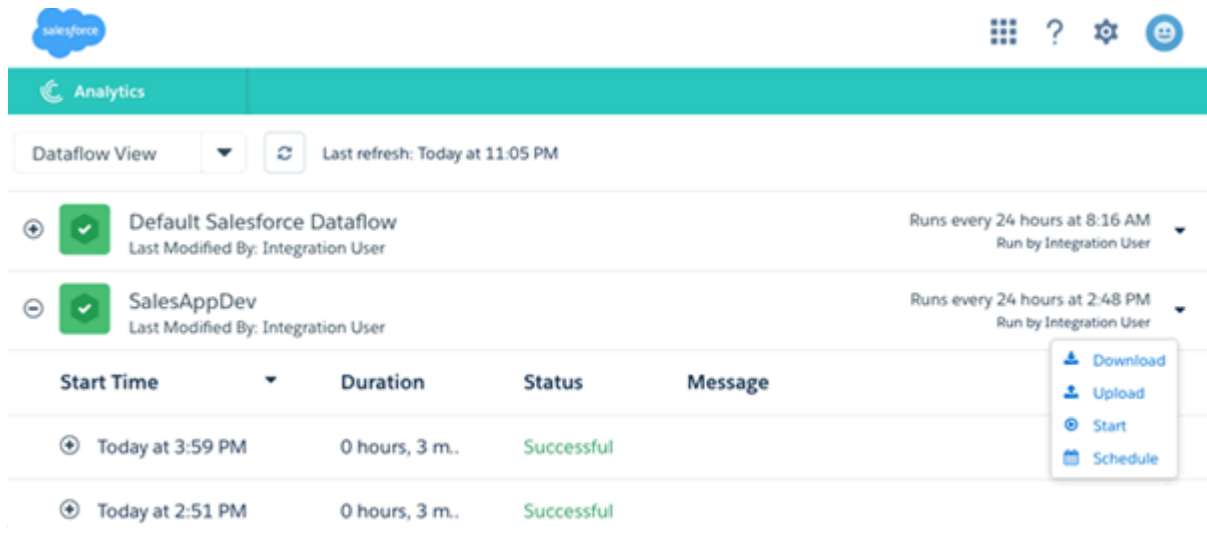 salesforce
?
Analytics
Dataflow View
Last refresh: Today at 11:05 PM
Default Salesforce Dataflow
Last Modified By: Integration User
Runs every 24 hours at 8:16 AM
Run by Integration User
SalesAppDev
Last Modified By: Integration User
Runs every 24 hours at 2:48 PM
Run by Integration User
Download
Upload
Start
Schedule
Start Time Duration Status Message
Today at 3:59 PM 0 hours, 3 m.. Successful
Today at 2:51 PM 0 hours, 3 m.. Successful